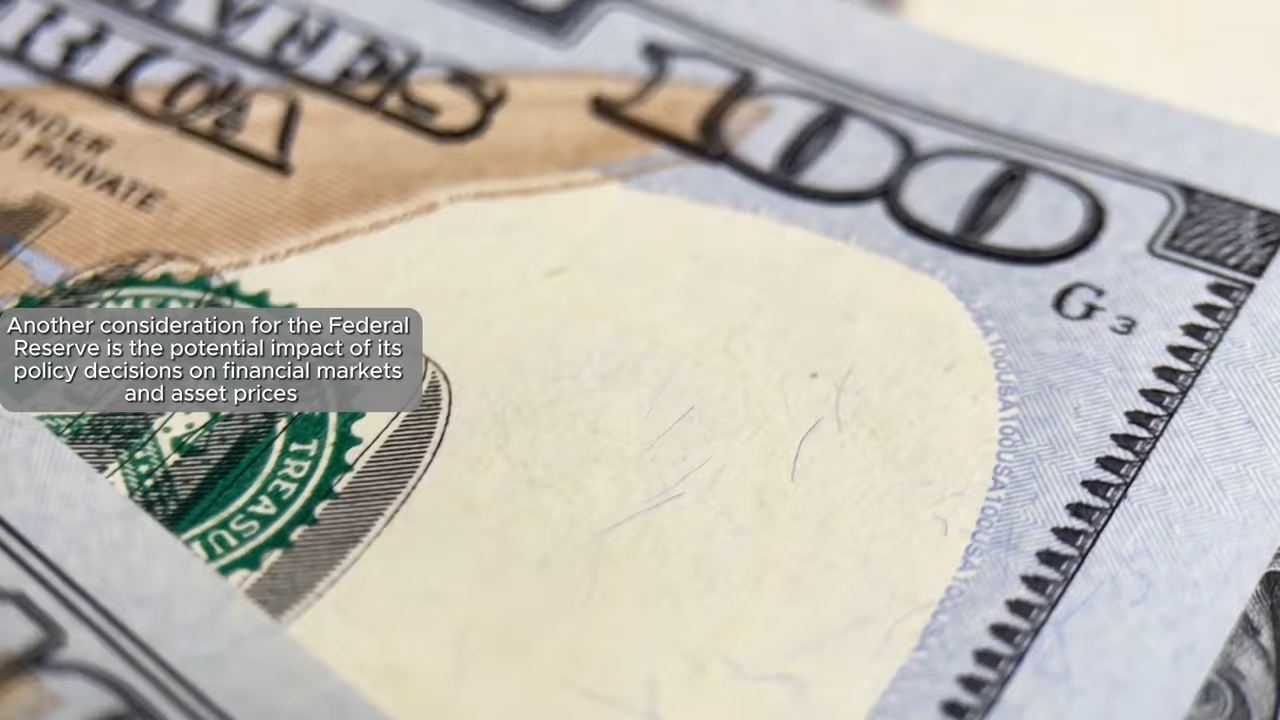 100
G3
ENDER
PRIVATE
Another consideration for the Federal
Reserve is the potential impact of its
policy decisions on financial markets
and asset prices
TREASU
USA100USA100USA100USA100